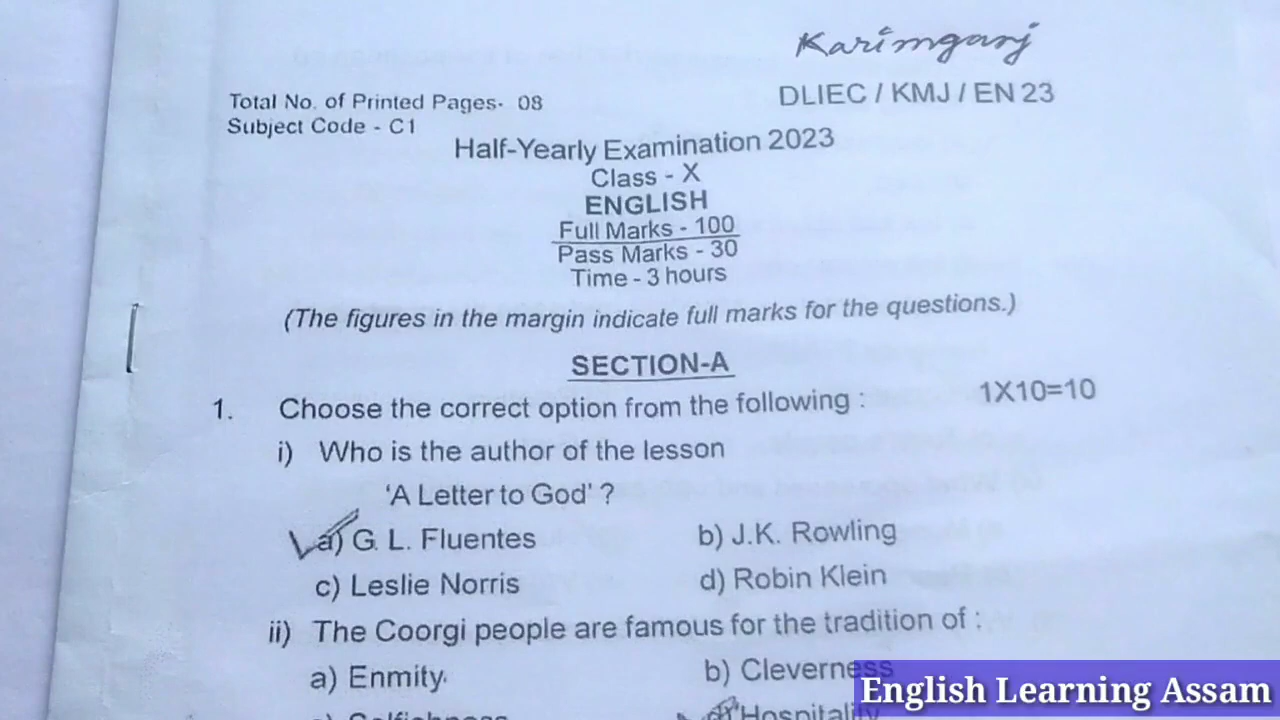 Karimganj
DLIEC / KMJ / EN 23
Total No. of Printed Pages- 08
Subject Code - C1
Half-Yearly Examination 2023
Class - X
ENGLISH
Full Marks - 100
Pass Marks - 30
Time - 3 hours
(The figures in the margin indicate full marks for the questions.)
SECTION-A
1. Choose the correct option from the following : 1X10=10
i) Who is the author of the lesson
‘A Letter to God’ ?
a) G. L. Fluentes b) J.K. Rowling
c) Leslie Norris d) Robin Klein
ii) The Coorgi people are famous for the tradition of :
a) Enmity b) Cleverness
c) Selfishness d) Hospitality
English Learning Assam